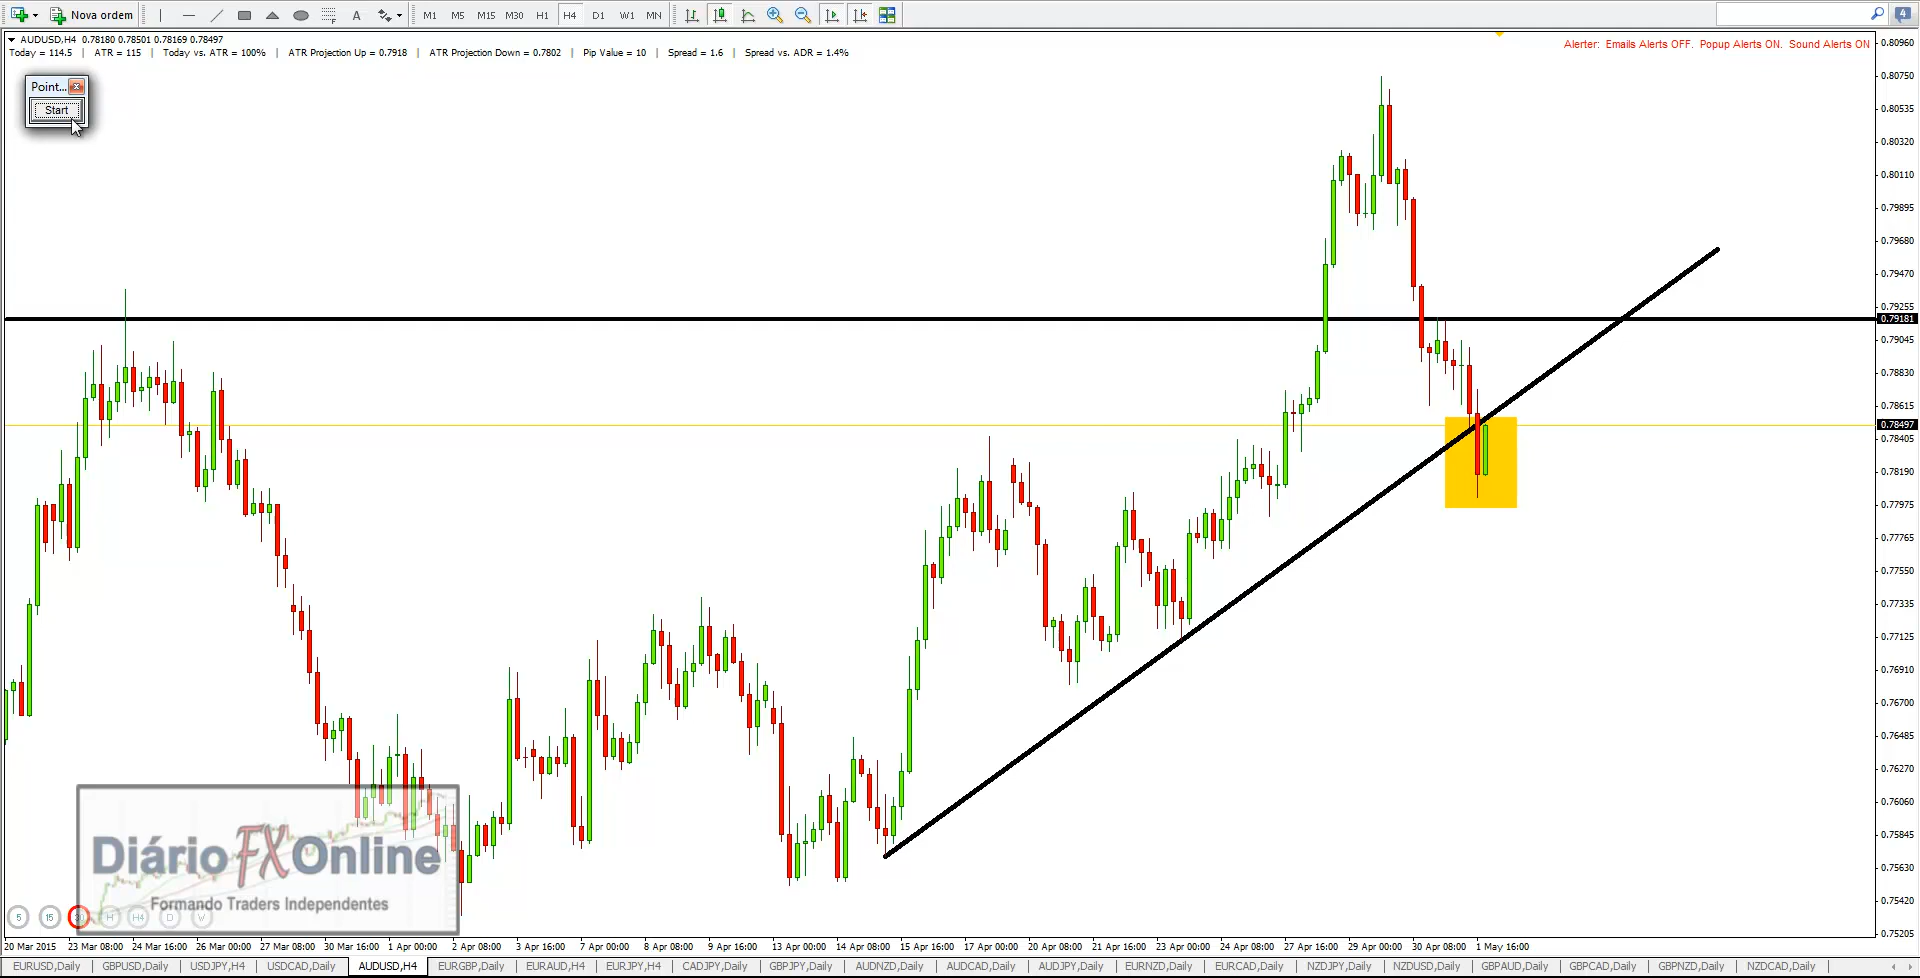 Nova ordem A M1 M5 M15 M30 H1 H4 D1 W1 MN 4
AUDUSD,H4 0.78180 0.78501 0.78169 0.78497
Today = 114.5 | ATR = 115 | Today vs. ATR = 100% | ATR Projection Up = 0.7918 | ATR Projection Down = 0.7802 | Pip Value = 10 | Spread = 1.6 | Spread vs. ADR = 1.4%
Alerter: Emails Alerts OFF. Popup Alerts ON. Sound Alerts ON
Point...
Start
0.80960
0.80750
0.80535
0.80320
0.80110
0.79895
0.79680
0.79470
0.79255
0.79181
0.79045
0.78830
0.78615
0.78497
0.78405
0.78190
0.77975
0.77765
0.77550
0.77335
0.77125
0.76910
0.76700
0.76485
0.76270
0.76060
0.75845
0.75630
0.75420
0.75205
Diário FX Online
Formando Traders Independentes
5 15 30 H H4 D W
20 Mar 2015 23 Mar 08:00 24 Mar 16:00 26 Mar 00:00 27 Mar 08:00 30 Mar 16:00 1 Apr 00:00 2 Apr 08:00 3 Apr 16:00 7 Apr 00:00 8 Apr 08:00 9 Apr 16:00 13 Apr 00:00 14 Apr 08:00 15 Apr 16:00 17 Apr 00:00 20 Apr 08:00 21 Apr 16:00 23 Apr 00:00 24 Apr 08:00 27 Apr 16:00 29 Apr 00:00 30 Apr 08:00 1 May 16:00
EURUSD,Daily GBPUSD,Daily USDJPY,H4 USDCAD,Daily AUDUSD,H4 EURGBP,Daily EURAUD,H4 EURJPY,H4 CADJPY,Daily GBPJPY,Daily AUDNZD,Daily AUDCAD,Daily AUDJPY,Daily EURNZD,Daily EURCAD,Daily NZDJPY,Daily NZDUSD,Daily GBPAUD,Daily GBPCAD,Daily GBPNZD,Daily NZDCAD,Daily